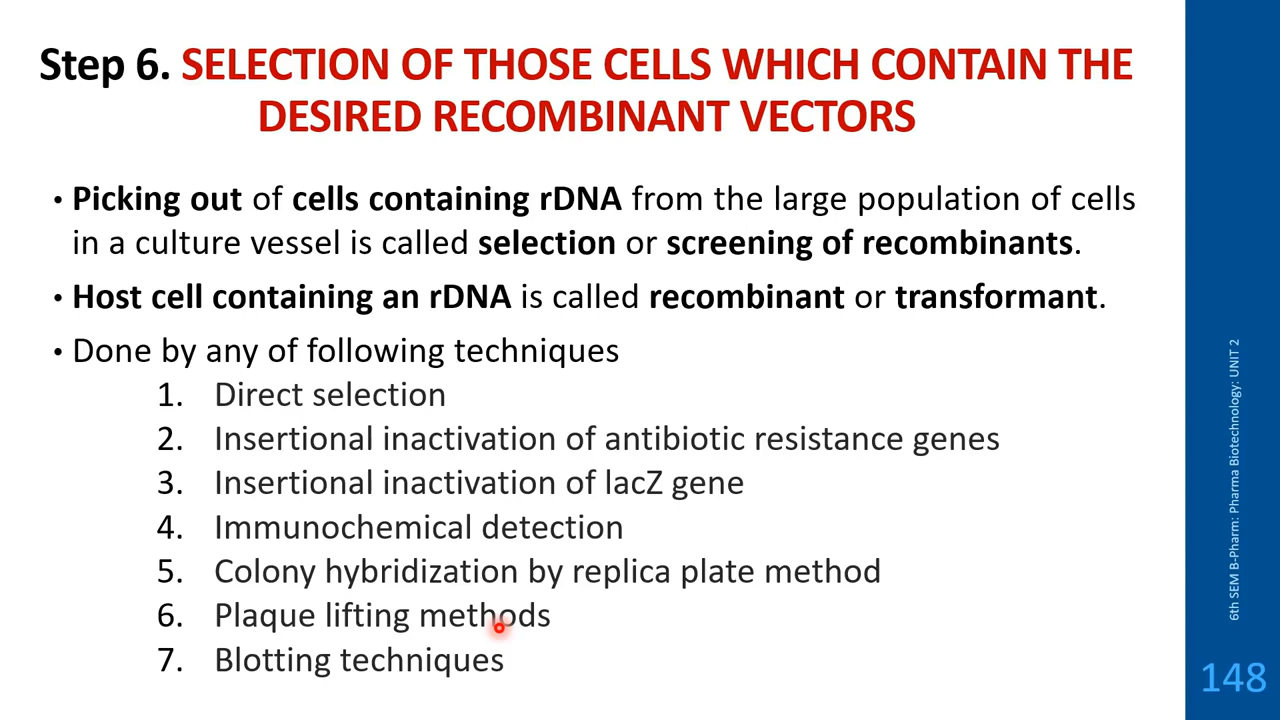 Step 6. SELECTION OF THOSE CELLS WHICH CONTAIN THE
DESIRED RECOMBINANT VECTORS
• Picking out of cells containing rDNA from the large population of cells
in a culture vessel is called selection or screening of recombinants.
• Host cell containing an rDNA is called recombinant or transformant.
• Done by any of following techniques
1. Direct selection
2. Insertional inactivation of antibiotic resistance genes
3. Insertional inactivation of lacZ gene
4. Immunochemical detection
5. Colony hybridization by replica plate method
6. Plaque lifting methods
7. Blotting techniques
6th SEM B-Pharm: Pharma Biotechnology: UNIT 2
148